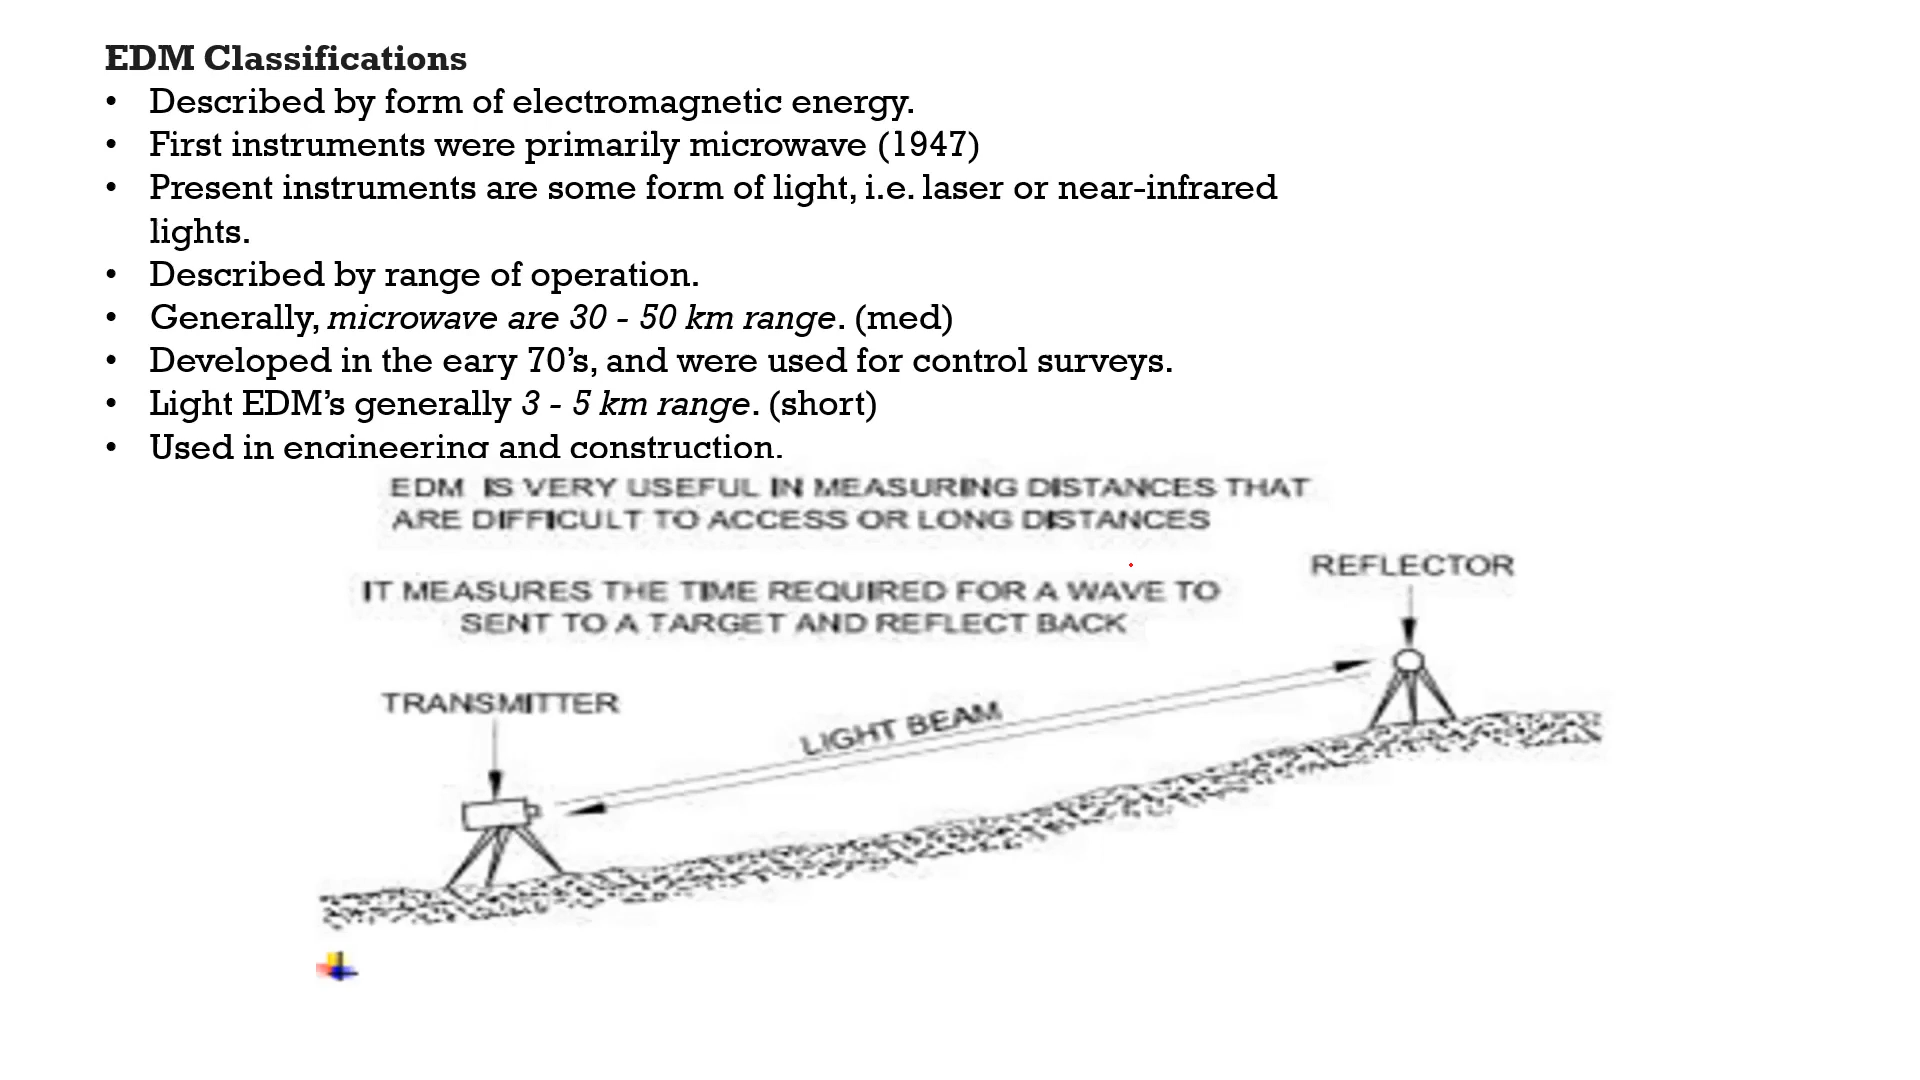 EDM Classifications
• Described by form of electromagnetic energy.
• First instruments were primarily microwave (1947)
• Present instruments are some form of light, i.e. laser or near-infrared
lights.
• Described by range of operation.
• Generally, microwave are 30 - 50 km range. (med)
• Developed in the eary 70’s, and were used for control surveys.
• Light EDM’s generally 3 - 5 km range. (short)
• Used in engineering and construction.
EDM IS VERY USEFUL IN MEASURING DISTANCES THAT
ARE DIFFICULT TO ACCESS OR LONG DISTANCES
IT MEASURES THE TIME REQUIRED FOR A WAVE TO
SENT TO A TARGET AND REFLECT BACK
REFLECTOR
TRANSMITTER
LIGHT BEAM